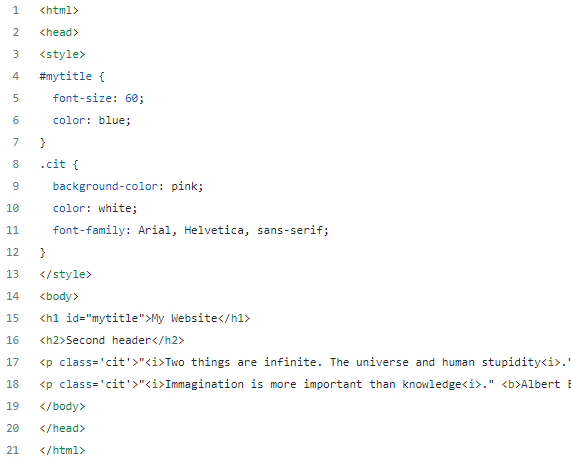 1 <html>
2 <head>
3 <style>
4 #mytitle {
5 font-size: 60;
6 color: blue;
7 }
8 .cit {
9 background-color: pink;
10 color: white;
11 font-family: Arial, Helvetica, sans-serif;
12 }
13 </style>
14 <body>
15 <h1 id="mytitle">My Website</h1>
16 <h2>Second header</h2>
17 <p class='cit'>"<i>Two things are infinite. The universe and human stupidity<i>."
18 <p class='cit'>"<i>Immagination is more important than knowledge<i>." <b>Albert
19 </body>
20 </head>
21 </html>